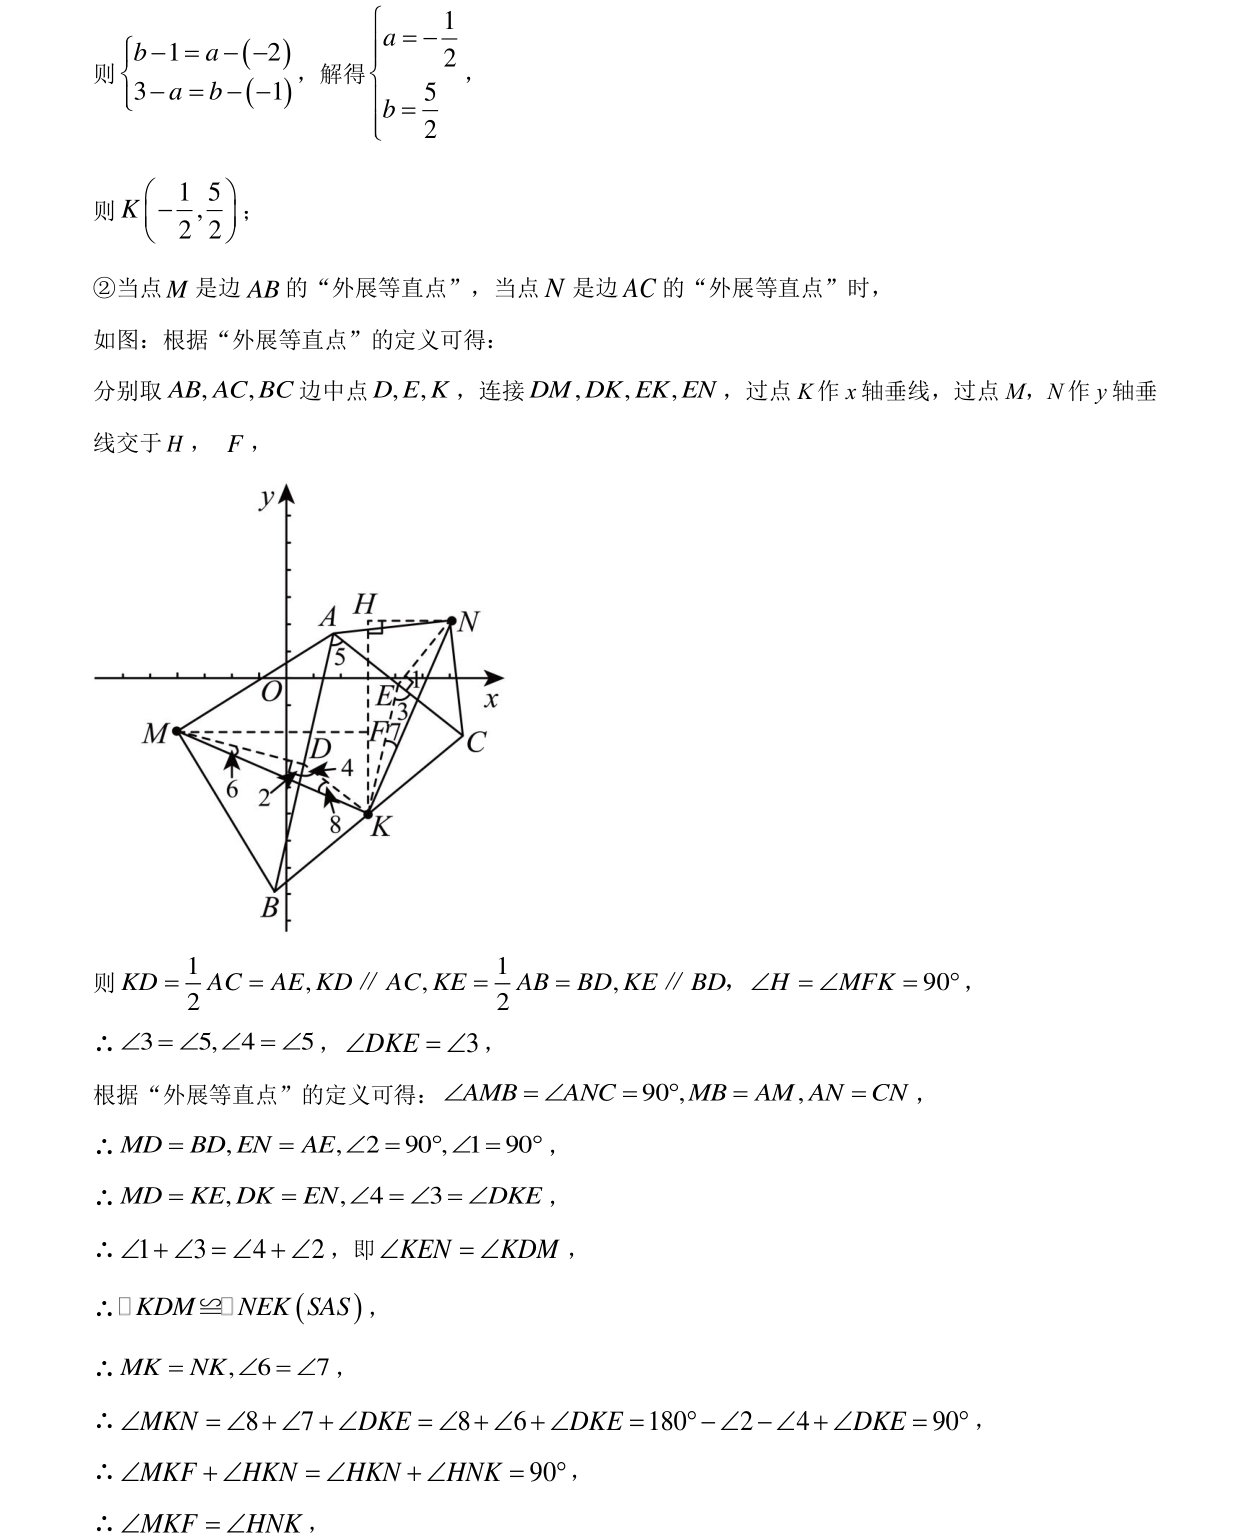 则 { b−1=a−(−2) , 3−a=b−(−1) ，解得 { a=−1/2 , b=5/2 ，
则 K(−1/2, 5/2)；
②当点 M 是边 AB 的“外展等直点”，当点 N 是边 AC 的“外展等直点”时，
如图：根据“外展等直点”的定义可得：
分别取 AB, AC, BC 边中点 D, E, K ，连接 DM, DK, EK, EN ，过点 K 作 x 轴垂线，过点 M，N 作 y 轴垂
线交于 H ， F ，
y
A
H
N
5
O
E
1
x
3
M
F
7
C
D
4
6
2
8
K
B
则 KD = 1/2 AC = AE, KD // AC, KE = 1/2 AB = BD, KE // BD，∠H = ∠MFK = 90°，
∴ ∠3 = ∠5, ∠4 = ∠5， ∠DKE = ∠3，
根据“外展等直点”的定义可得：∠AMB = ∠ANC = 90°, MB = AM, AN = CN ，
∴ MD = BD, EN = AE, ∠2 = 90°, ∠1 = 90°，
∴ MD = KE, DK = EN, ∠4 = ∠3 = ∠DKE ，
∴ ∠1 + ∠3 = ∠4 + ∠2，即 ∠KEN = ∠KDM ，
∴ □ KDM ≌ □ NEK (SAS)，
∴ MK = NK, ∠6 = ∠7，
∴ ∠MKN = ∠8 + ∠7 + ∠DKE = ∠8 + ∠6 + ∠DKE = 180° − ∠2 − ∠4 + ∠DKE = 90°，
∴ ∠MKF + ∠HKN = ∠HKN + ∠HNK = 90°，
∴ ∠MKF = ∠HNK ，